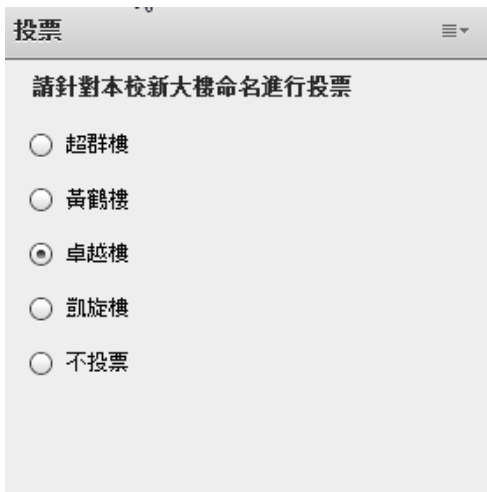 投票
請針對本校新大樓命名進行投票
超群樓
黃鶴樓
卓越樓
凱旋樓
不投票